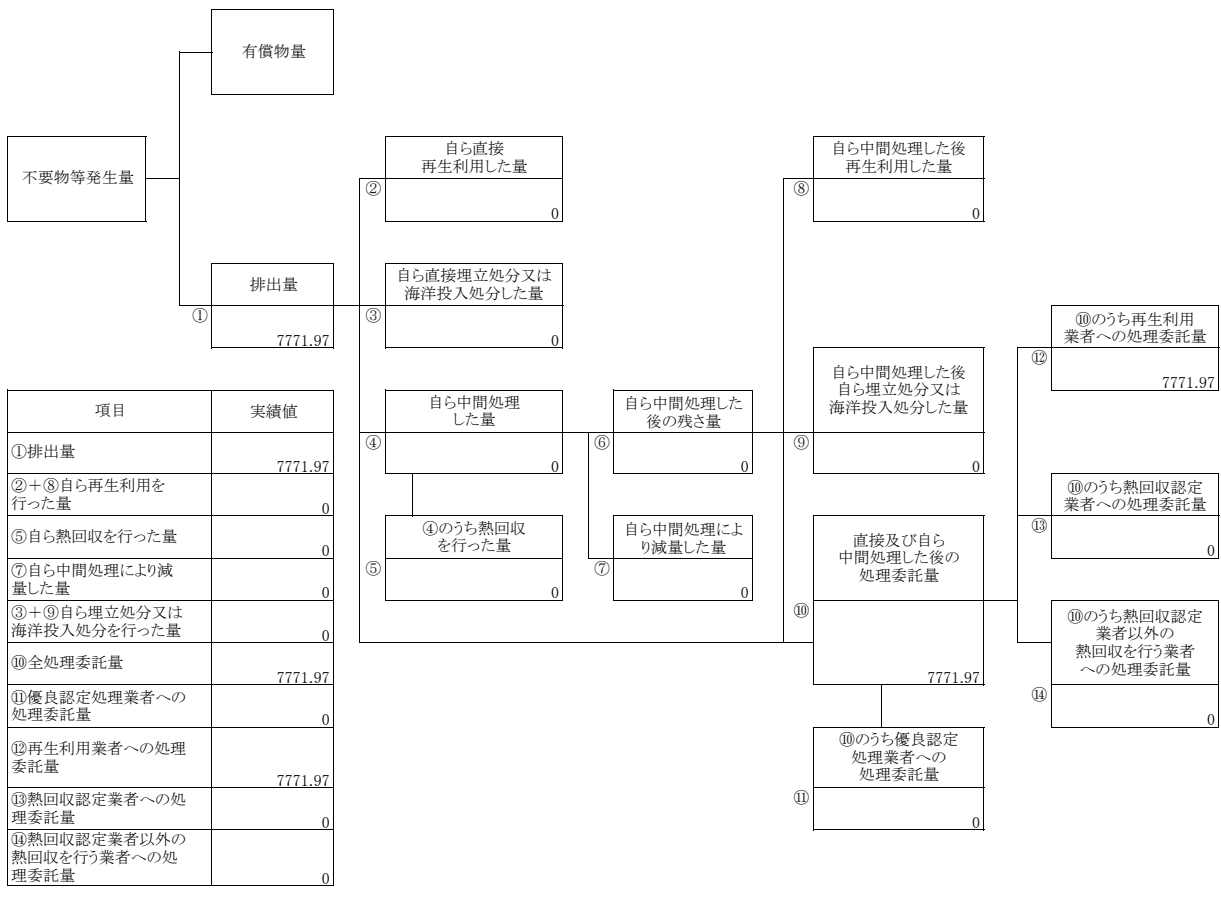 有償物量
不要物等発生量
排出量
①
7771.97
自ら直接
再生利用した量
②
0
自ら直接埋立処分又は
海洋投入処分した量
③
0
自ら中間処理
した量
④
0
④のうち熱回収
を行った量
⑤
0
自ら中間処理した
後の残さ量
⑥
0
自ら中間処理によ
り減量した量
⑦
0
自ら中間処理した後
再生利用した量
⑧
0
自ら中間処理した後
自ら埋立処分又は
海洋投入処分した量
⑨
0
直接及び自ら
中間処理した後の
処理委託量
⑩
7771.97
⑩のうち優良認定
処理業者への
処理委託量
⑪
0
⑩のうち再生利用
業者への処理委託量
⑫
7771.97
⑩のうち熱回収認定
業者への処理委託量
⑬
0
⑩のうち熱回収認定
業者以外の
熱回収を行う業者
への処理委託量
⑭
0
項目 実績値
①排出量
7771.97
②+⑧自ら再生利用を
行った量
0
⑤自ら熱回収を行った量
0
⑦自ら中間処理により減
量した量
0
③+⑨自ら埋立処分又は
海洋投入処分を行った量
0
⑩全処理委託量
7771.97
⑪優良認定処理業者への
処理委託量
0
⑫再生利用業者への処理
委託量
7771.97
⑬熱回収認定業者への処
理委託量
0
⑭熱回収認定業者以外の
熱回収を行う業者への処
理委託量
0